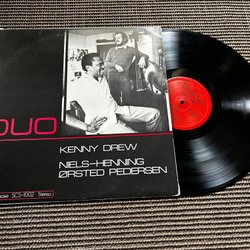 DUO
KENNY DREW
NIELS-HENNING
ØRSTED PEDERSEN
SCS-1002 Stereo